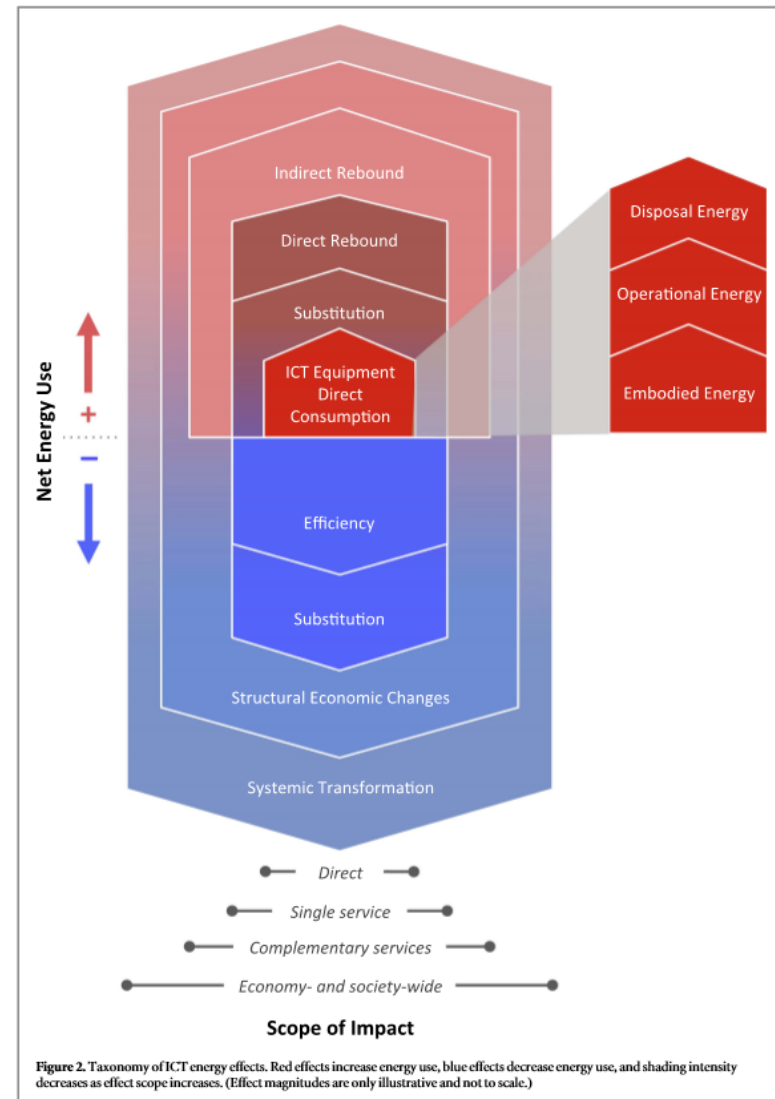 Indirect Rebound
Direct Rebound
Substitution
ICT Equipment
Direct
Consumption
Disposal Energy
Operational Energy
Embodied Energy
Net Energy Use
+
−
Efficiency
Substitution
Structural Economic Changes
Systemic Transformation
Direct
Single service
Complementary services
Economy- and society-wide
Scope of Impact
Figure 2. Taxonomy of ICT energy effects. Red effects increase energy use, blue effects decrease energy use, and shading intensity
decreases as effect scope increases. (Effect magnitudes are only illustrative and not to scale.)